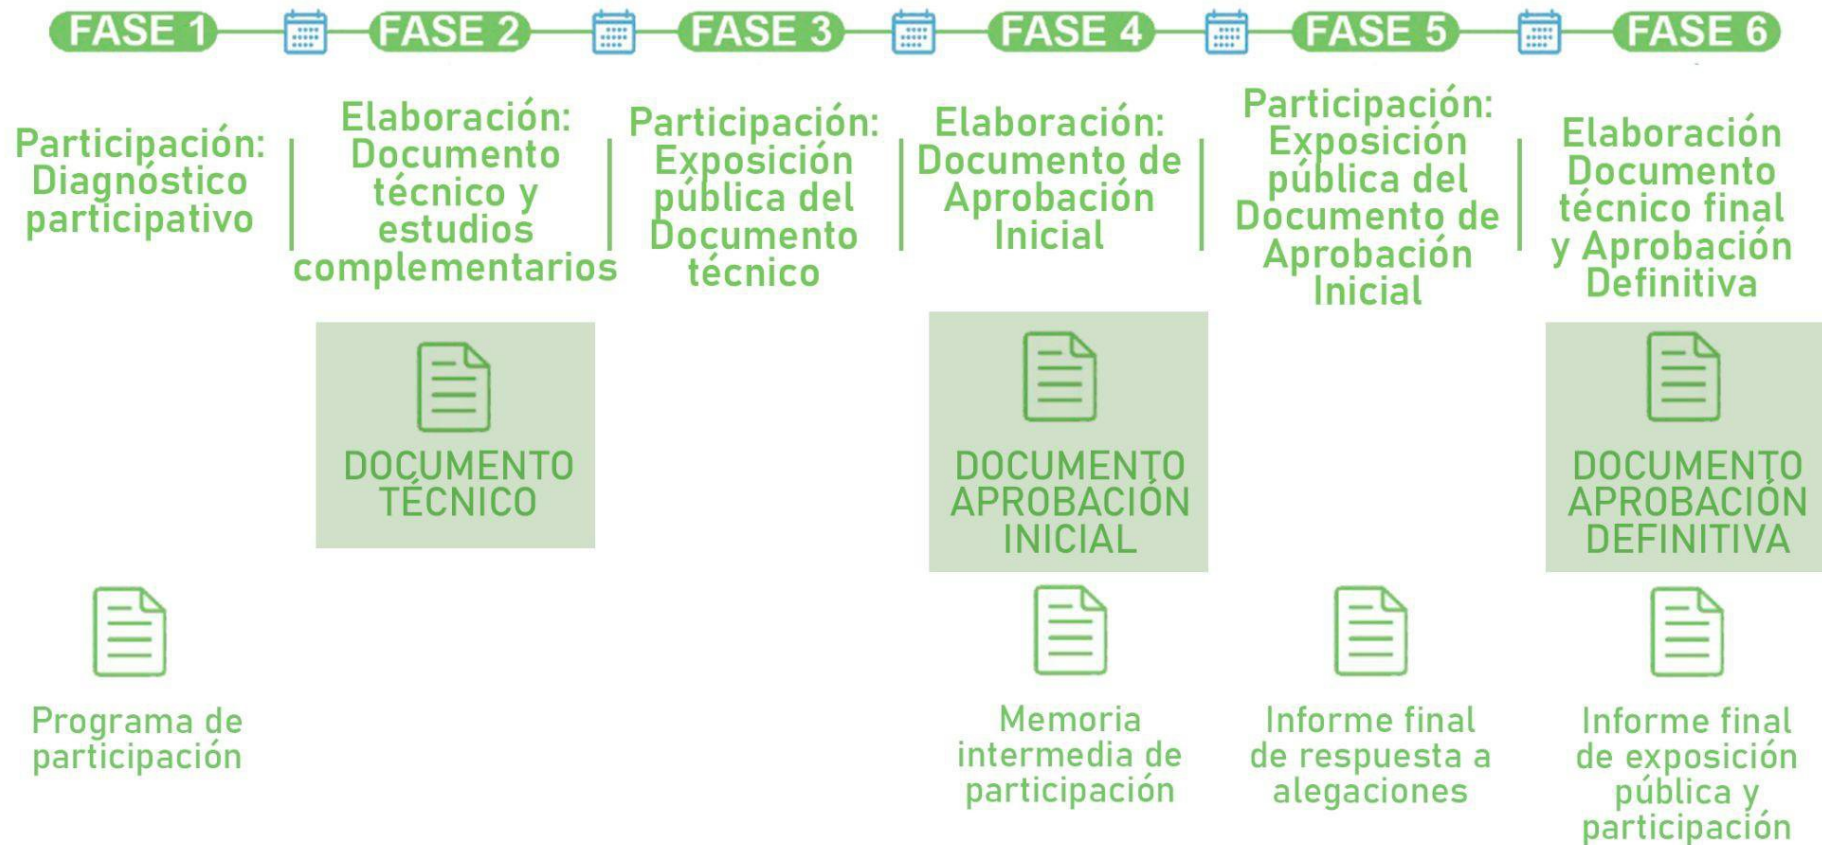 FASE 1
FASE 2
FASE 3
FASE 4
FASE 5
FASE 6
Participación:
Diagnóstico
participativo
Elaboración:
Documento
técnico y
estudios
complementarios
Participación:
Exposición
pública del
Documento
técnico
Elaboración:
Documento de
Aprobación
Inicial
Participación:
Exposición
pública del
Documento de
Aprobación
Inicial
Elaboración
Documento
técnico final
y Aprobación
Definitiva
DOCUMENTO
TÉCNICO
DOCUMENTO
APROBACIÓN
INICIAL
DOCUMENTO
APROBACIÓN
DEFINITIVA
Programa de
participación
Memoria
intermedia de
participación
Informe final
de respuesta a
alegaciones
Informe final
de exposición
pública y
participación